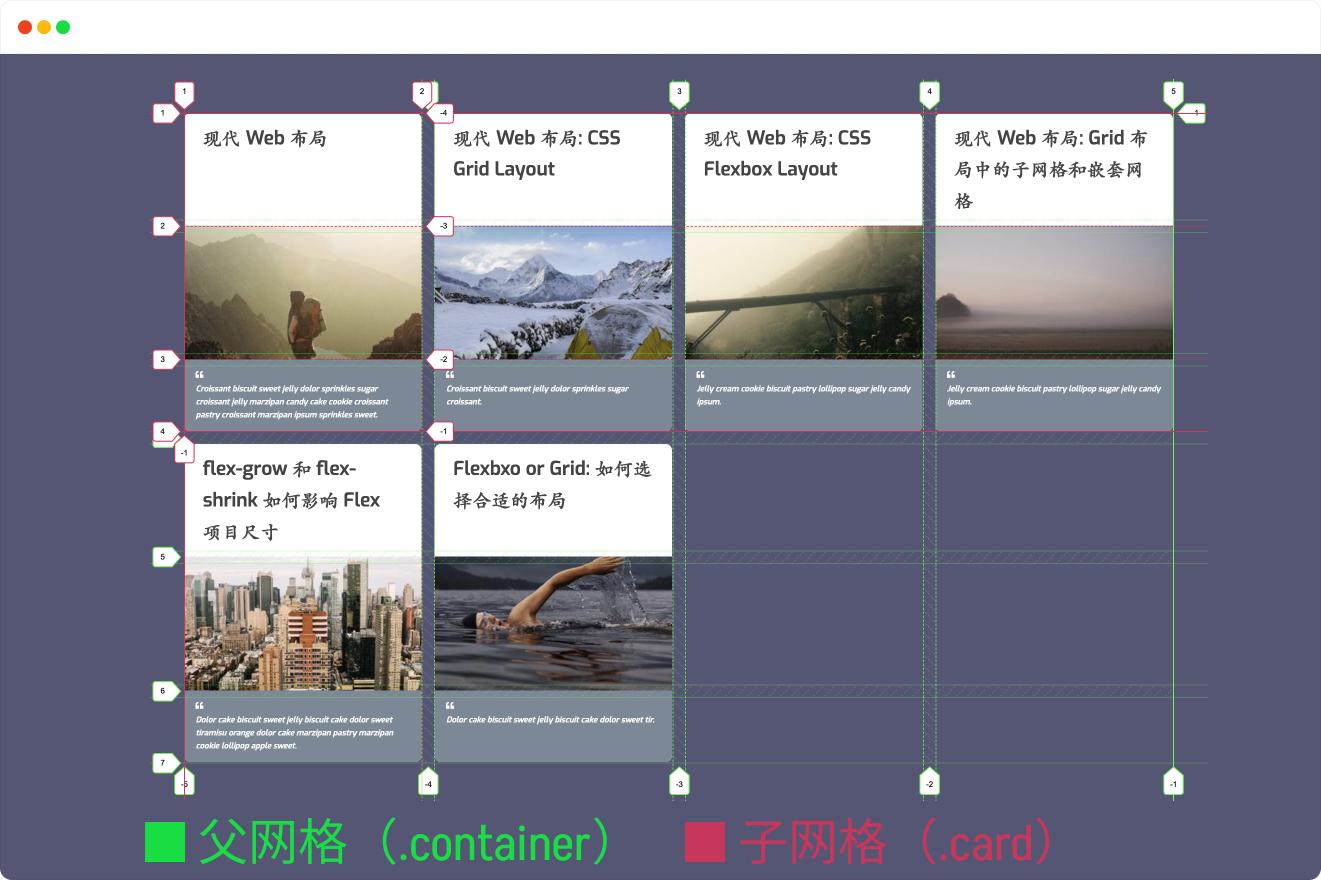 1
2
3
4
5
1
-4
-1
现代 Web 布局
现代 Web 布局: CSS
Grid Layout
现代 Web 布局: CSS
Flexbox Layout
现代 Web 布局: Grid 布
局中的子网格和嵌套网
格
2
-3
3
-2
“
Croissant biscuit sweet jelly dolor sprinkles sugar
croissant jelly marzipan candy cake cookie croissant
pastry croissant marzipan ipsum sprinkles sweet.
“
Croissant biscuit sweet jelly dolor sprinkles sugar
croissant.
“
Jelly cream cookie biscuit pastry lollipop sugar jelly candy
ipsum.
“
Jelly cream cookie biscuit pastry lollipop sugar jelly candy
ipsum.
4
-1
-1
flex-grow 和 flex-
shrink 如何影响 Flex
项目尺寸
Flexbxo or Grid: 如何选
择合适的布局
5
6
“
Dolor cake biscuit sweet jelly biscuit cake dolor sweet
tiramisu orange dolor cake marzipan pastry marzipan
cookie lollipop apple sweet.
“
Dolor cake biscuit sweet jelly biscuit cake dolor sweet tir.
7
-5
-4
-3
-2
-1
父网格（.container）
子网格（.card）